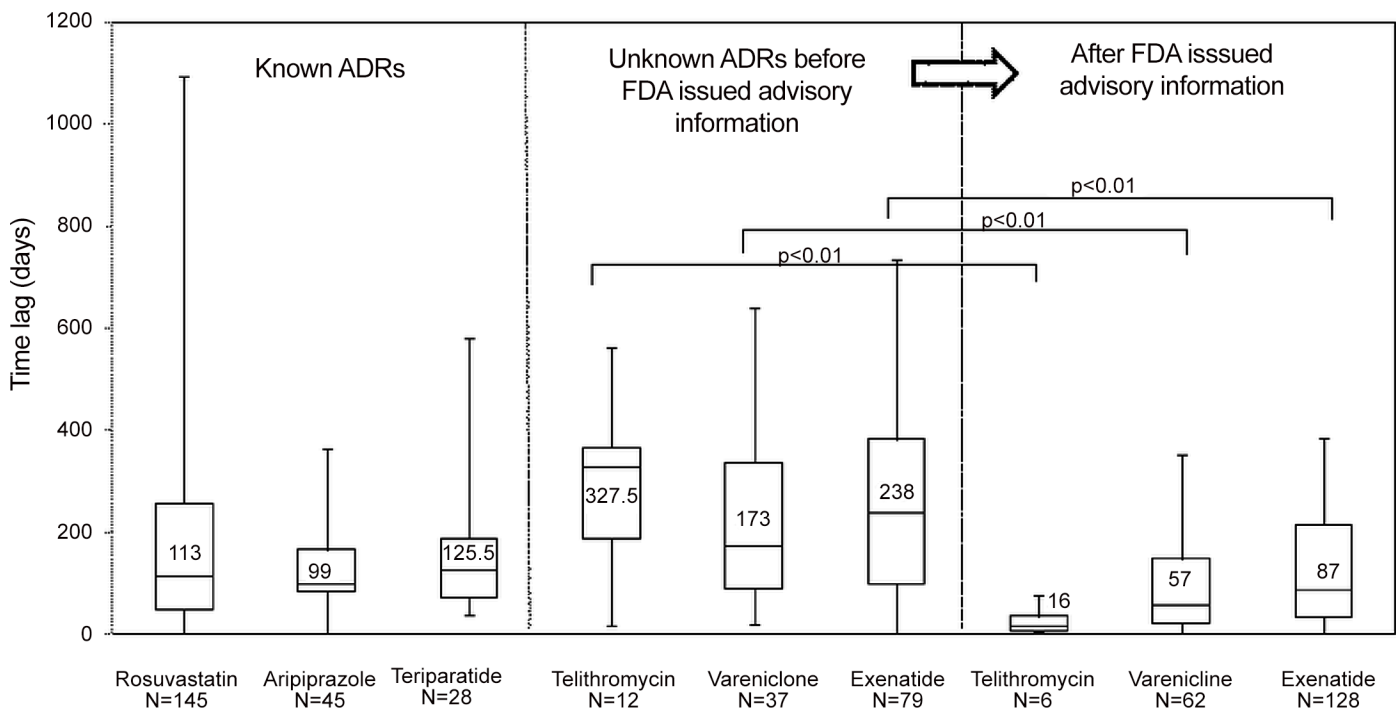 1200
1000
800
600
400
200
0
Time lag (days)
Known ADRs
Unknown ADRs before
FDA issued advisory
information
After FDA isssued
advisory information
p<0.01
p<0.01
p<0.01
113
99
125.5
327.5
173
238
16
57
87
Rosuvastatin
N=145
Aripiprazole
N=45
Teriparatide
N=28
Telithromycin
N=12
Vareniclone
N=37
Exenatide
N=79
Telithromycin
N=6
Varenicline
N=62
Exenatide
N=128